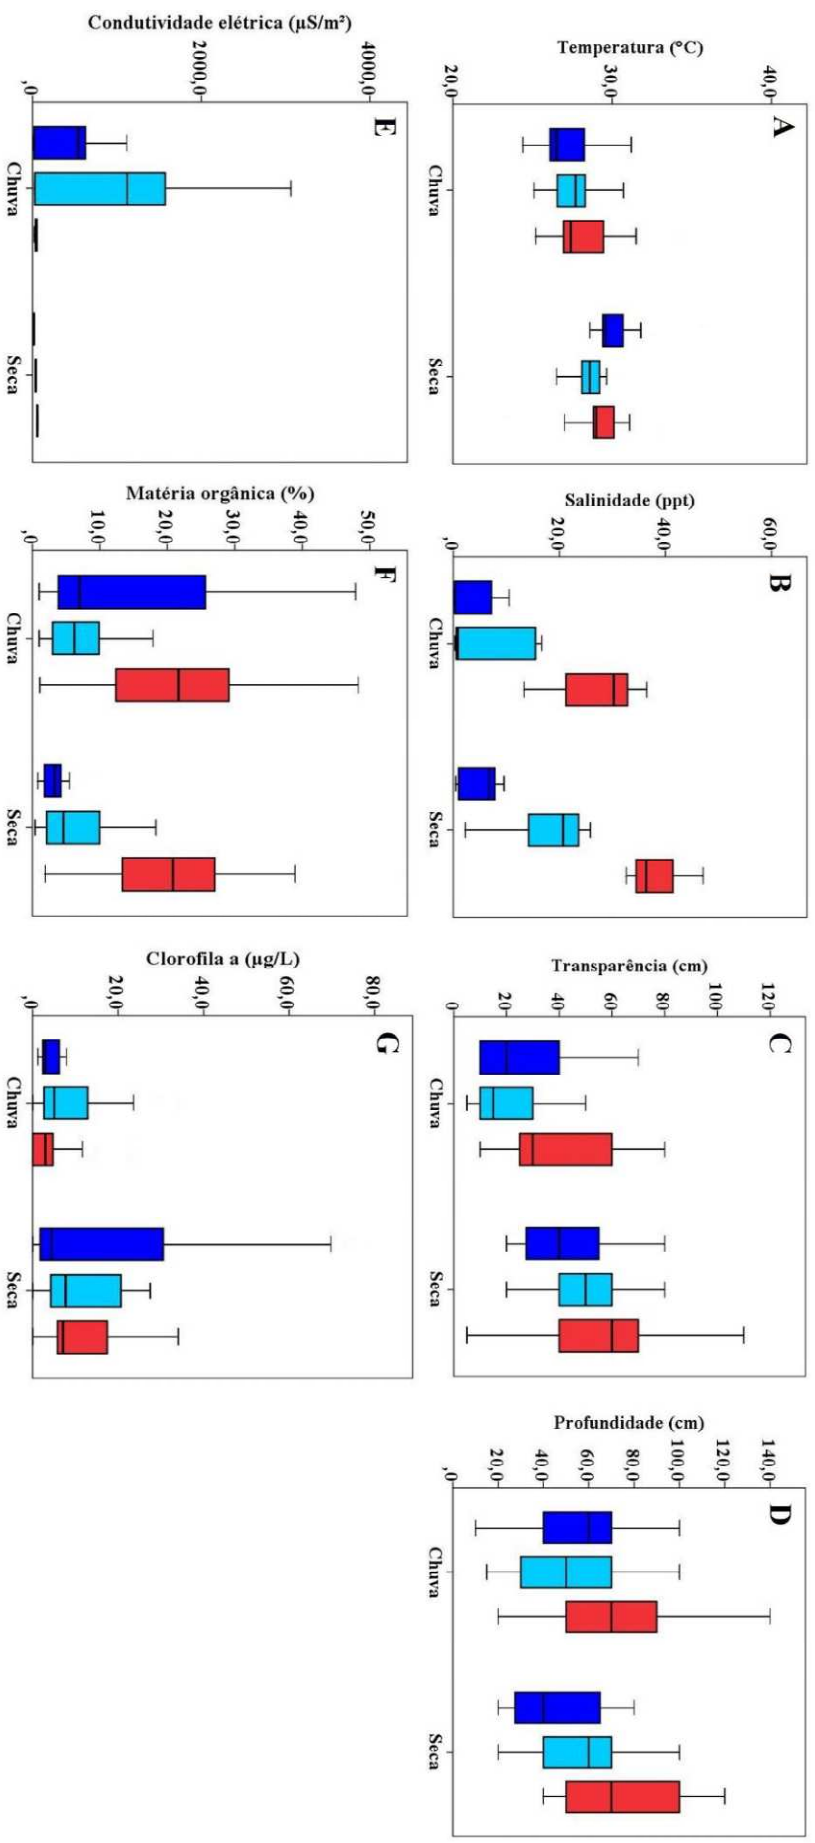 A
Temperatura (°C)
40,0
30,0
20,0
Chuva
Seca
B
Salinidade (ppt)
60,0
40,0
20,0
,0
Chuva
Seca
C
Transparência (cm)
120
100
80
60
40
20
0
Chuva
Seca
D
Profundidade (cm)
140,0
120,0
100,0
80,0
60,0
40,0
20,0
,0
Chuva
Seca
E
Condutividade elétrica (µS/m²)
4000,0
2000,0
,0
Chuva
Seca
F
Matéria orgânica (%)
50,0
40,0
30,0
20,0
10,0
,0
Chuva
Seca
G
Clorofila a (µg/L)
80,0
60,0
40,0
20,0
,0
Chuva
Seca